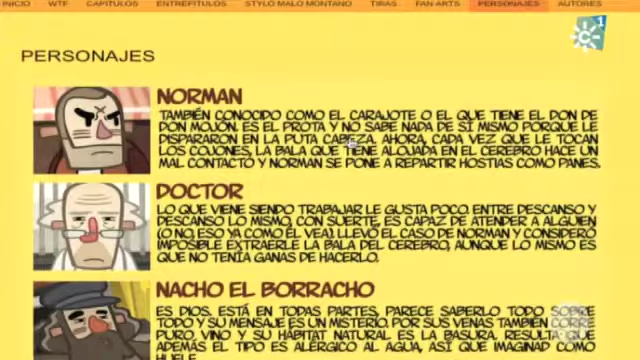 INICIO WTF CAPÍTULOS ENTREFÍTULOS STYLO MALO MONTANO TIRAS FAN ARTS PERSONAJES AUTORES
1
PERSONAJES
NORMAN
TAMBIÉN CONOCIDO COMO EL CARAJOTE O EL QUE TIENE EL DON DE
DON MOJÓN. ES EL PROTA Y NO SABE NADA DE SÍ MISMO PORQUE LE
DISPARARON EN LA PUTA CABEZA. AHORA, CADA VEZ QUE LE TOCAN
LOS COJONES, LA BALA QUE TIENE ALOJADA EN EL CEREBRO HACE UN
MAL CONTACTO Y NORMAN SE PONE A REPARTIR HOSTIAS COMO PANES.
DOCTOR
LO QUE VIENE SIENDO TRABAJAR LE GUSTA POCO. ENTRE DESCANSO Y
DESCANSO LO MISMO, CON SUERTE, ES CAPAZ DE ATENDER A ALGUIEN
(O NO, ESO YA COMO EL VEA). LLEVÓ EL CASO DE NORMAN Y CONSIDERÓ
IMPOSIBLE EXTRAERLE LA BALA DEL CEREBRO, AUNQUE LO MISMO ES
QUE NO TENÍA GANAS DE HACERLO.
NACHO EL BORRACHO
ES DIOS. ESTÁ EN TODAS PARTES, PARECE SABERLO TODO SOBRE
TODO Y SU MENSAJE ES UN MISTERIO. POR SUS VENAS TAMBIÉN CORRE
PURO VINO Y SU HÁBITAT NATURAL ES LA BASURA. RESULTA QUE
ADEMÁS EL TIPO ES ALÉRGICO AL AGUA, ASÍ QUE IMAGINAD COMO
HUELE.